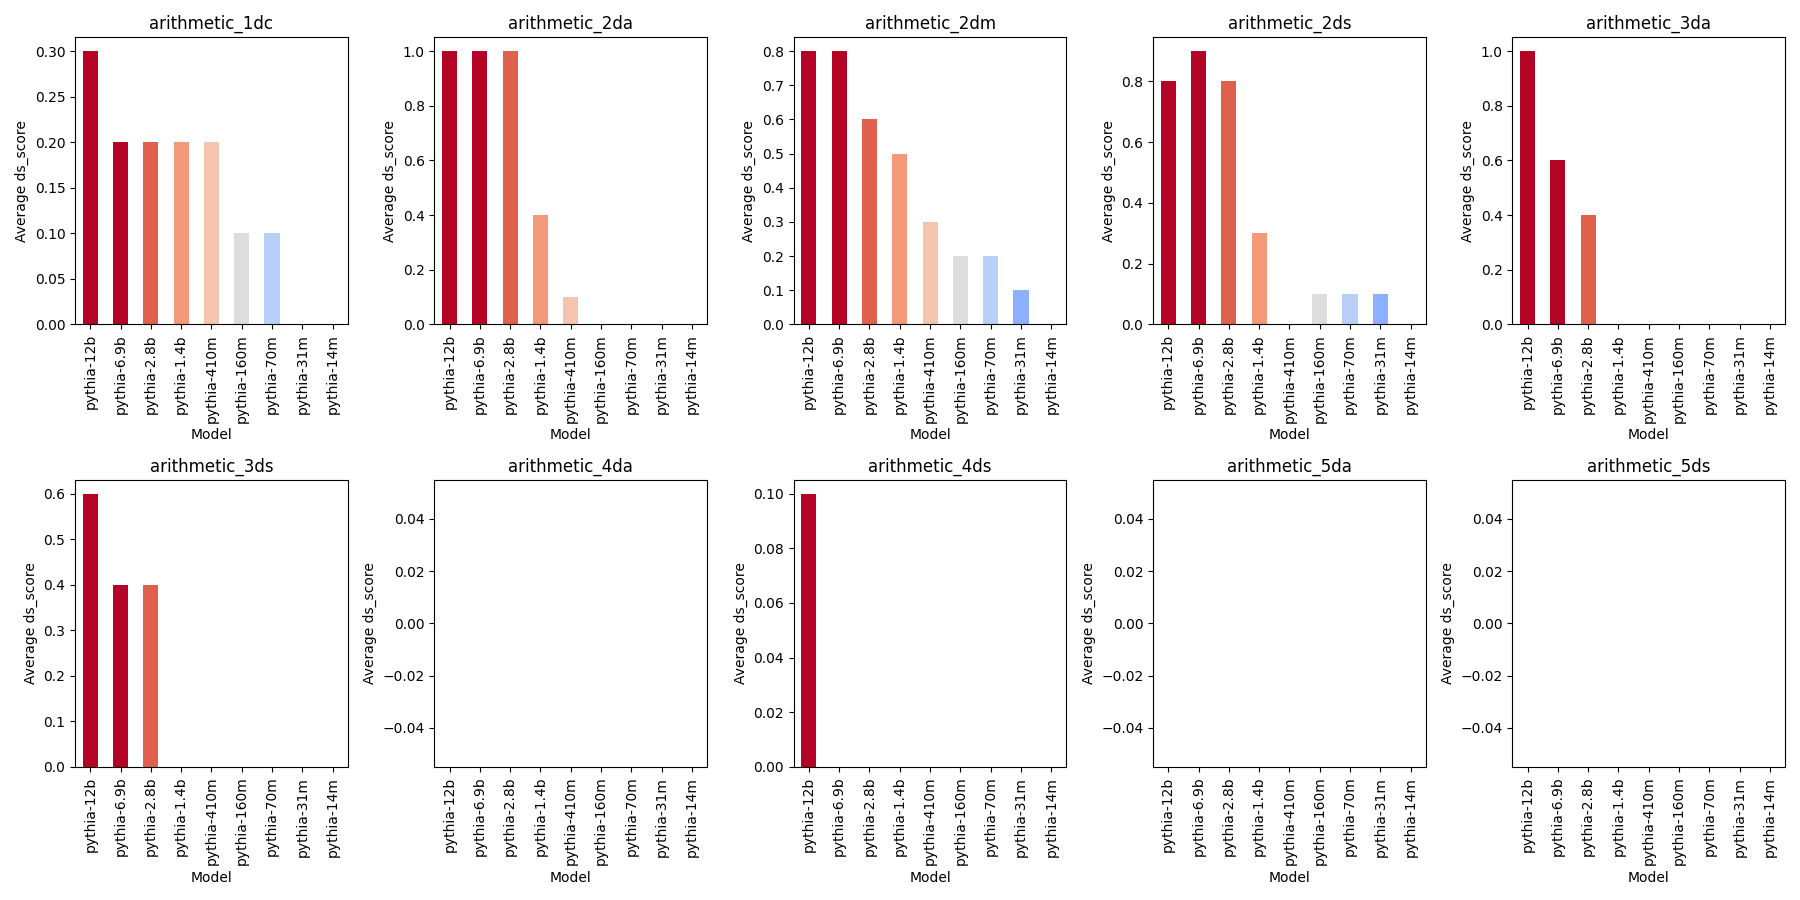 arithmetic_1dc
arithmetic_2da
arithmetic_2dm
arithmetic_2ds
arithmetic_3da
0.30
0.25
0.20
0.15
0.10
0.05
0.00
Average ds_score
pythia-12b
pythia-6.9b
pythia-2.8b
pythia-1.4b
pythia-410m
pythia-160m
pythia-70m
pythia-31m
pythia-14m
Model
1.0
0.8
0.6
0.4
0.2
0.0
Average ds_score
pythia-12b
pythia-6.9b
pythia-2.8b
pythia-1.4b
pythia-410m
pythia-160m
pythia-70m
pythia-31m
pythia-14m
Model
0.8
0.7
0.6
0.5
0.4
0.3
0.2
0.1
0.0
Average ds_score
pythia-12b
pythia-6.9b
pythia-2.8b
pythia-1.4b
pythia-410m
pythia-160m
pythia-70m
pythia-31m
pythia-14m
Model
0.8
0.6
0.4
0.2
0.0
Average ds_score
pythia-12b
pythia-6.9b
pythia-2.8b
pythia-1.4b
pythia-410m
pythia-160m
pythia-70m
pythia-31m
pythia-14m
Model
1.0
0.8
0.6
0.4
0.2
0.0
Average ds_score
pythia-12b
pythia-6.9b
pythia-2.8b
pythia-1.4b
pythia-410m
pythia-160m
pythia-70m
pythia-31m
pythia-14m
Model
arithmetic_3ds
arithmetic_4da
arithmetic_4ds
arithmetic_5da
arithmetic_5ds
0.6
0.5
0.4
0.3
0.2
0.1
0.0
Average ds_score
pythia-12b
pythia-6.9b
pythia-2.8b
pythia-1.4b
pythia-410m
pythia-160m
pythia-70m
pythia-31m
pythia-14m
Model
0.04
0.02
0.00
−0.02
−0.04
Average ds_score
pythia-12b
pythia-6.9b
pythia-2.8b
pythia-1.4b
pythia-410m
pythia-160m
pythia-70m
pythia-31m
pythia-14m
Model
0.10
0.08
0.06
0.04
0.02
0.00
Average ds_score
pythia-12b
pythia-6.9b
pythia-2.8b
pythia-1.4b
pythia-410m
pythia-160m
pythia-70m
pythia-31m
pythia-14m
Model
0.04
0.02
0.00
−0.02
−0.04
Average ds_score
pythia-12b
pythia-6.9b
pythia-2.8b
pythia-1.4b
pythia-410m
pythia-160m
pythia-70m
pythia-31m
pythia-14m
Model
0.04
0.02
0.00
−0.02
−0.04
Average ds_score
pythia-12b
pythia-6.9b
pythia-2.8b
pythia-1.4b
pythia-410m
pythia-160m
pythia-70m
pythia-31m
pythia-14m
Model